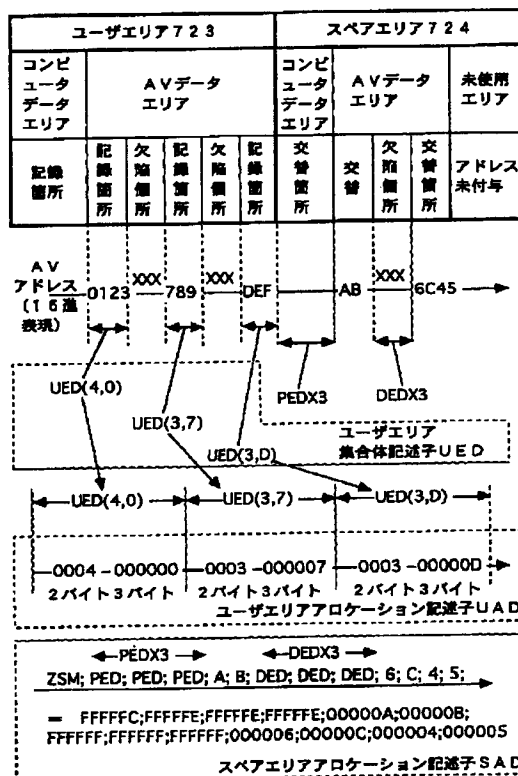 ユーザエリア７２３
スペアエリア７２４
コンピュータデータエリア
ＡＶデータエリア
コンピュータデータエリア
ＡＶデータエリア
未使用エリア
記録箇所
記録箇所
欠陥個所
記録箇所
欠陥個所
記録箇所
交替箇所
交替
欠陥個所
交替箇所
アドレス未付与
ＡＶアドレス(１６進表現)
0123 XXX 789 XXX DEF AB XXX 6C45
UED(4,0)
PEDX3 DEDX3
UED(3,7)
UED(3,D)
ユーザエリア
集合体記述子ＵＥＤ
UED(4,0) UED(3,7) UED(3,D)
0004 -000000 0003 -000007 0003 -00000D
２バイト３バイト ２バイト３バイト ２バイト３バイト
ユーザエリアアロケーション記述子ＵＡＤ
PEDX3 DEDX3
ZSM; PED; PED; PED; A; B; DED; DED; DED; 6; C; 4; 5;
= FFFFFC;FFFFFE;FFFFFE;FFFFFE;00000A;00000B;
FFFFFF;FFFFFF;FFFFFF;000006;00000C;000004;000005
スペアエリアアロケーション記述子ＳＡＤ